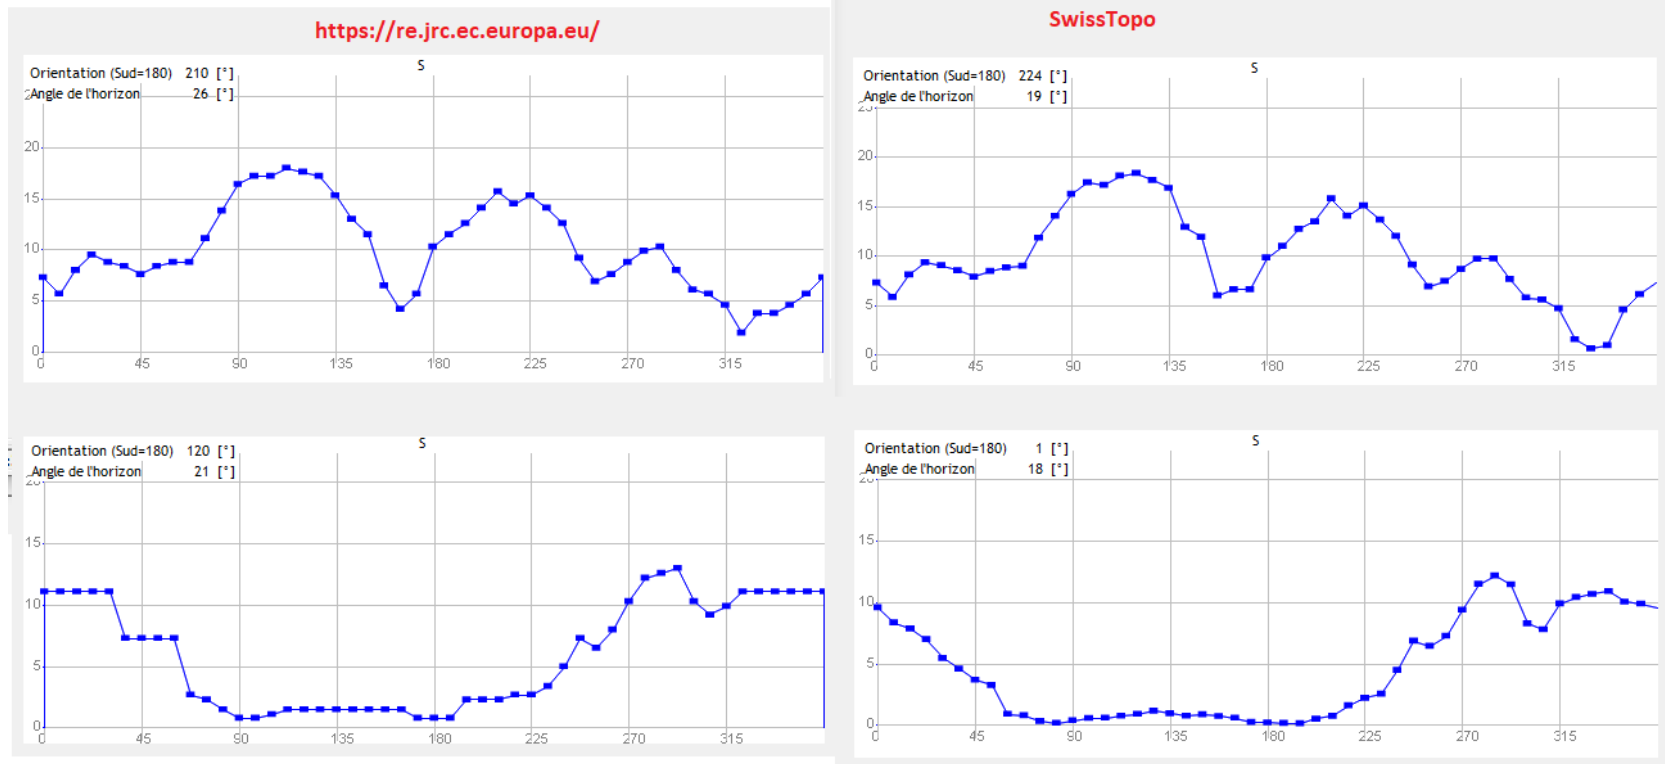 https://re.jrc.ec.europa.eu/
SwissTopo
Orientation (Sud=180) 210 [°]
Angle de l'horizon 26 [°]
S
20
15
10
5
0
0 45 90 135 180 225 270 315
Orientation (Sud=180) 224 [°]
Angle de l'horizon 19 [°]
S
20
15
10
5
0
0 45 90 135 180 225 270 315
Orientation (Sud=180) 120 [°]
Angle de l'horizon 21 [°]
S
15
10
5
0
0 45 90 135 180 225 270 315
Orientation (Sud=180) 1 [°]
Angle de l'horizon 18 [°]
S
15
10
5
0
0 45 90 135 180 225 270 315